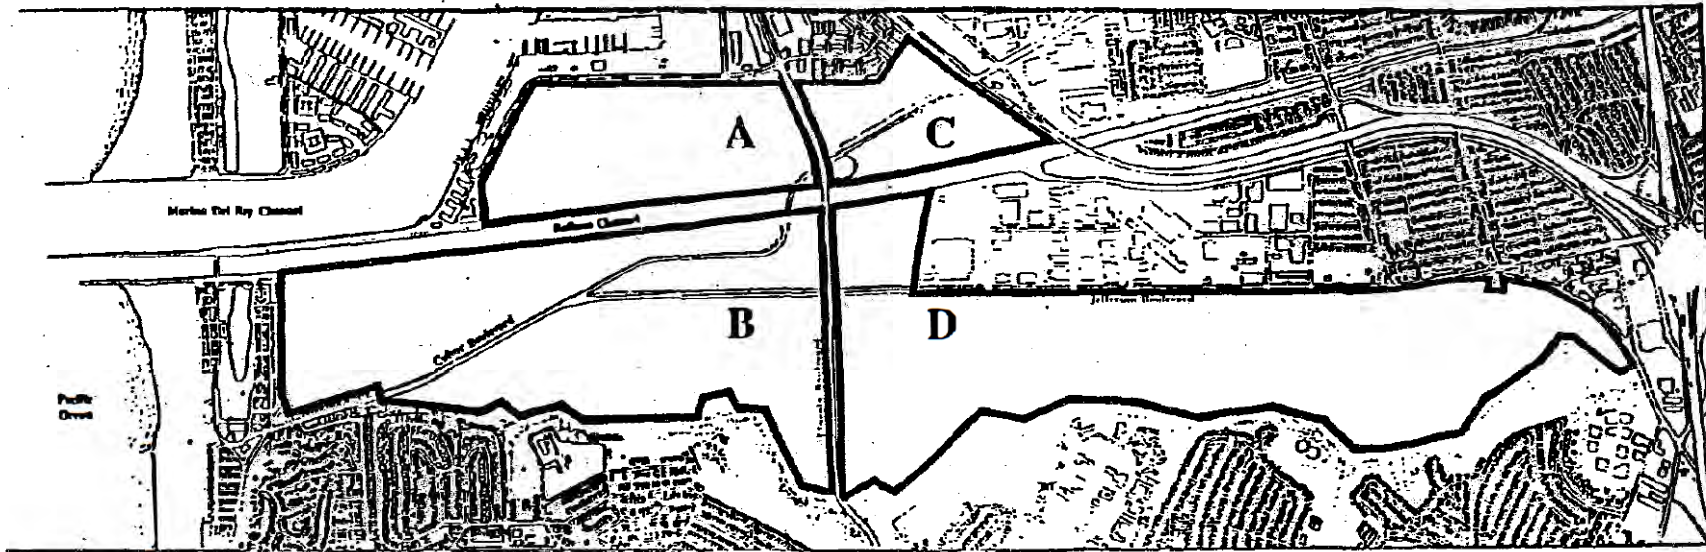 A
C
Marina Del Rey Channel
Ballona Channel
Jefferson Boulevard
B
D
Culver Boulevard
Pacific
Ocean